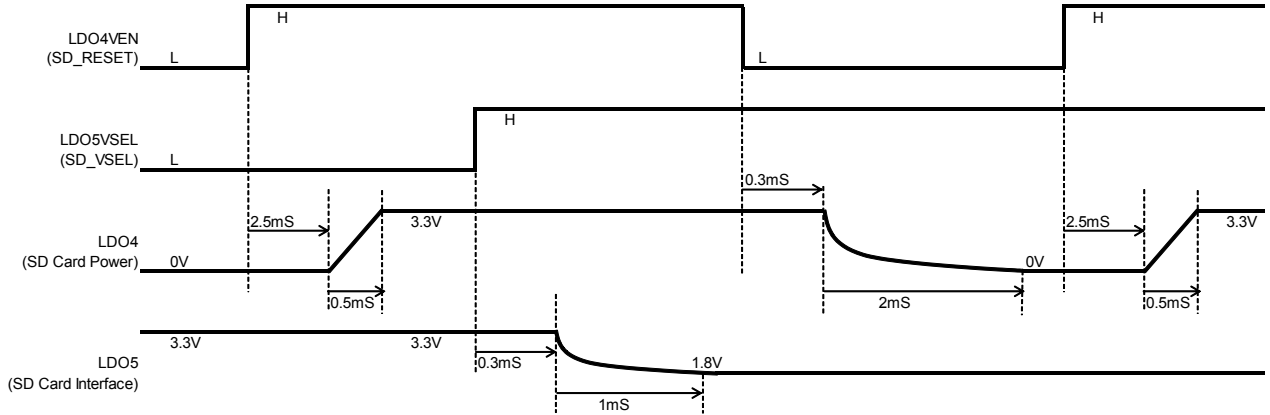 H
LDO4VEN
(SD_RESET)
L
L
H
H
LDO5VSEL
(SD_VSEL)
L
0.3mS
2.5mS
3.3V
2.5mS
3.3V
LDO4
(SD Card Power)
0V
0V
0.5mS
2mS
0.5mS
3.3V
3.3V
0.3mS
1.8V
LDO5
(SD Card Interface)
1mS